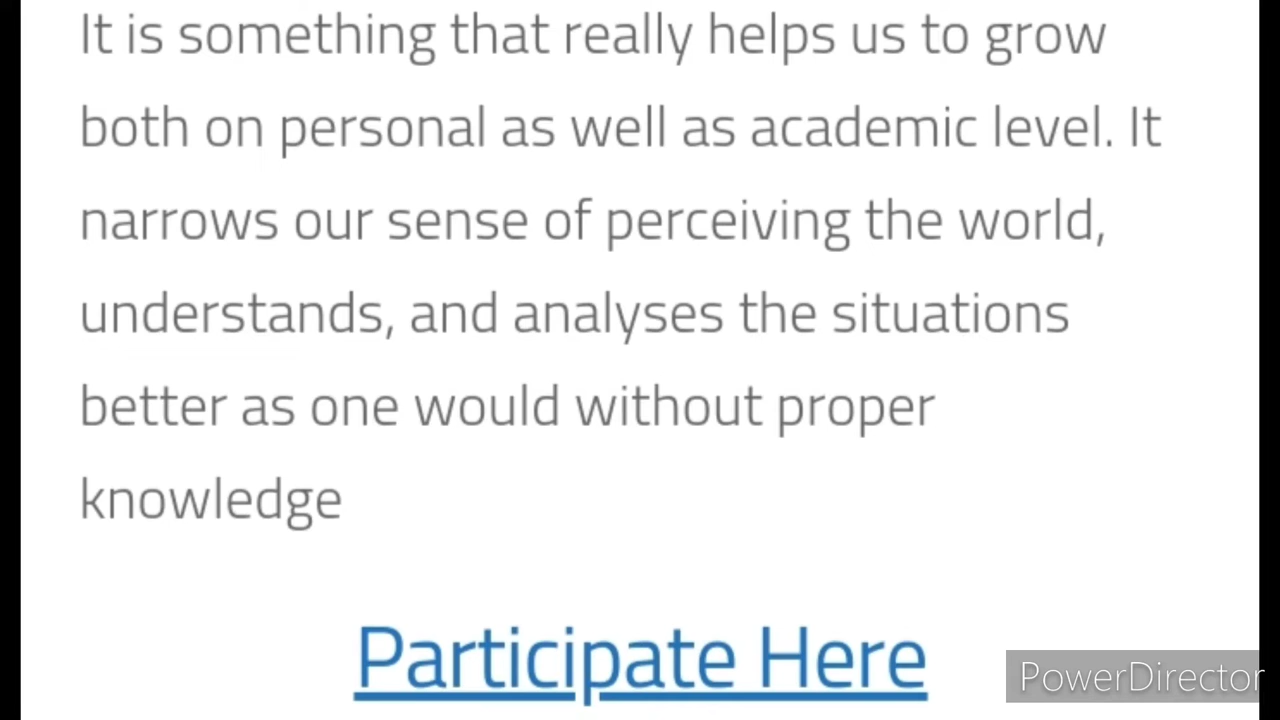 It is something that really helps us to grow
both on personal as well as academic level. It
narrows our sense of perceiving the world,
understands, and analyses the situations
better as one would without proper
knowledge
Participate Here
PowerDirector